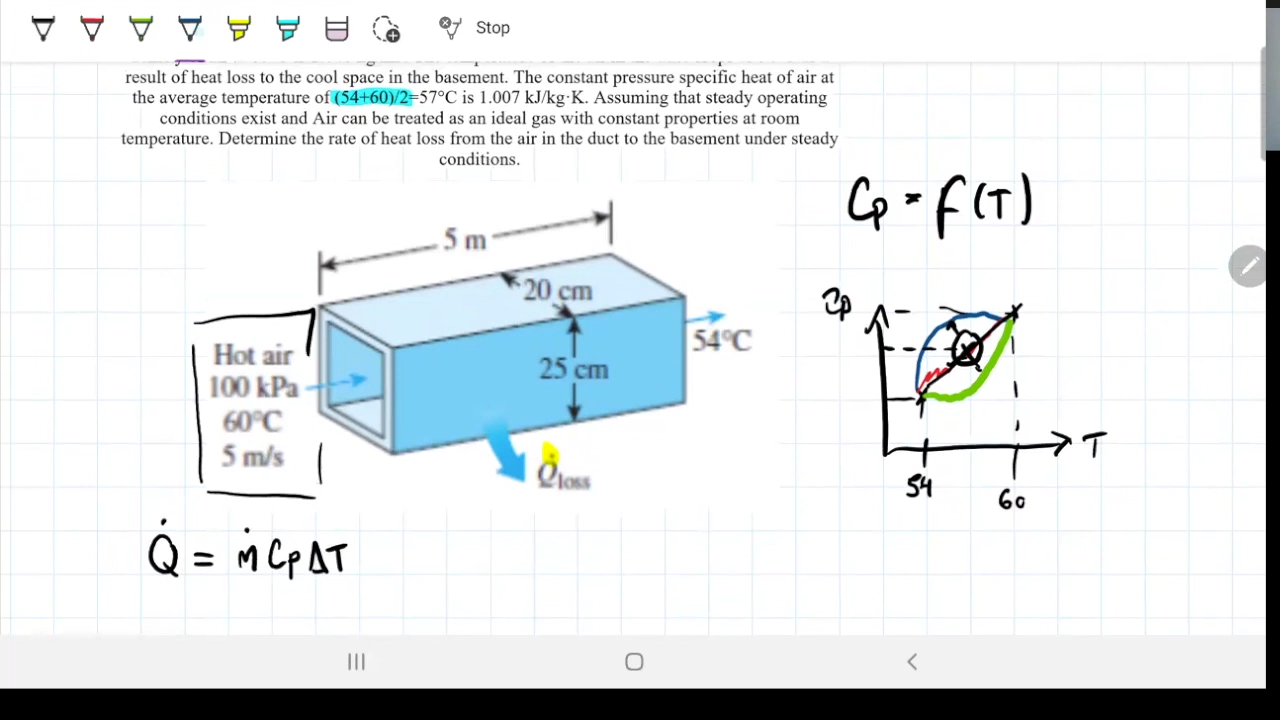 Stop
result of heat loss to the cool space in the basement. The constant pressure specific heat of air at
the average temperature of (54+60)/2=57°C is 1.007 kJ/kg·K. Assuming that steady operating
conditions exist and Air can be treated as an ideal gas with constant properties at room
temperature. Determine the rate of heat loss from the air in the duct to the basement under steady
conditions.
Cp = f(T)
5 m
20 cm
25 cm
54°C
Hot air
100 kPa
60°C
5 m/s
Q̇loss
Cp
T
54
60
Q̇ = ṁ Cp ΔT